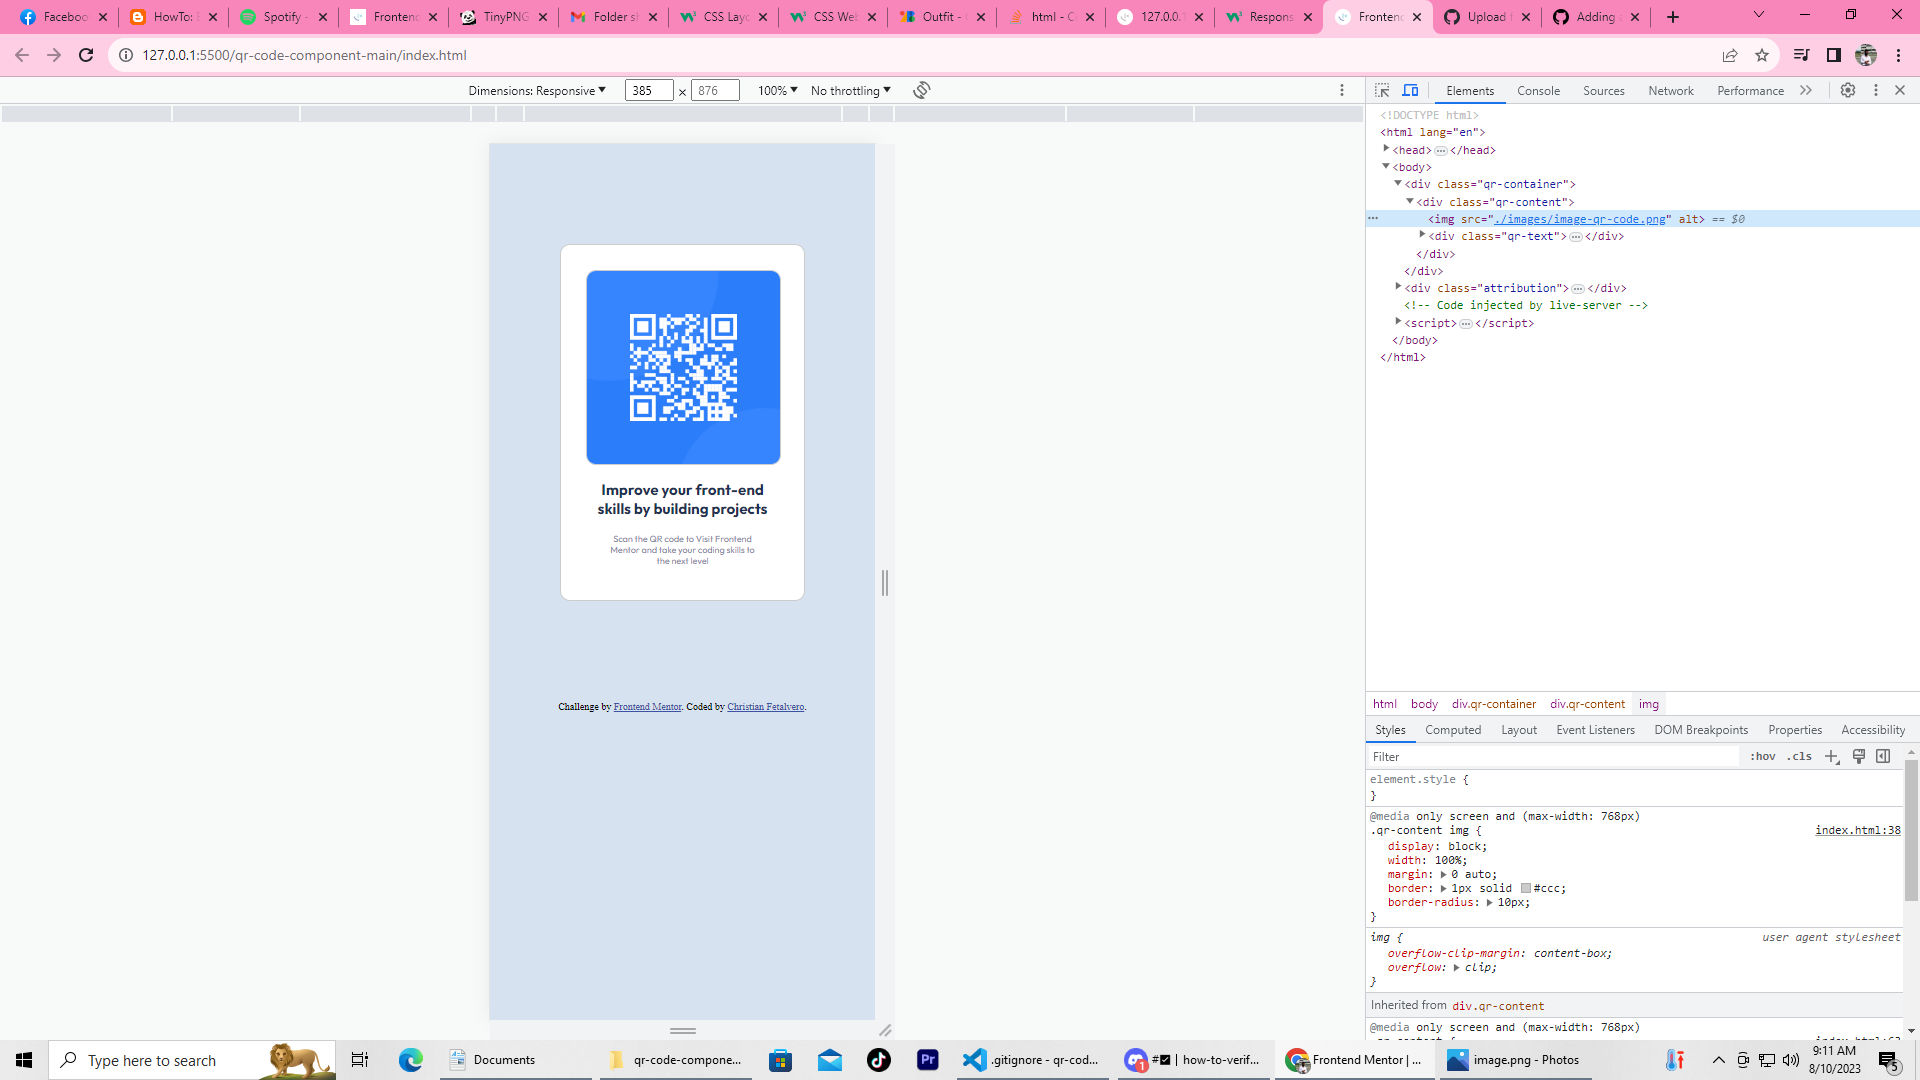 Faceboo
HowTo:
Spotify -
Frontend
TinyPNG
Folder sh
CSS Layo
CSS Web
Outfit -
html - C
127.0.0.1
Respons
Frontend
Upload f
Adding
127.0.0.1:5500/qr-code-component-main/index.html
Dimensions: Responsive 385 × 876 100% No throttling
Elements Console Sources Network Performance
<!DOCTYPE html>
<html lang="en">
<head> … </head>
<body>
<div class="qr-container">
<div class="qr-content">
… <img src="./images/image-qr-code.png" alt> == $0
<div class="qr-text"> … </div>
</div>
</div>
<div class="attribution"> … </div>
<!-- Code injected by live-server -->
<script> … </script>
</body>
</html>
Improve your front-end
skills by building projects
Scan the QR code to Visit Frontend
Mentor and take your coding skills to
the next level
Challenge by Frontend Mentor. Coded by Christian Fetalvero.
html body div.qr-container div.qr-content img
Styles Computed Layout Event Listeners DOM Breakpoints Properties Accessibility
Filter :hov .cls
element.style {
}
@media only screen and (max-width: 768px)
.qr-content img { index.html:38
display: block;
width: 100%;
margin: 0 auto;
border: 1px solid #ccc;
border-radius: 10px;
}
img { user agent stylesheet
overflow-clip-margin: content-box;
overflow: clip;
}
Inherited from div.qr-content
@media only screen and (max-width: 768px)
Type here to search
Documents
qr-code-compone...
Pr
.gitignore - qr-cod...
1
#☑ | how-to-verif...
Frontend Mentor | ...
image.png - Photos
9:11 AM
8/10/2023
5